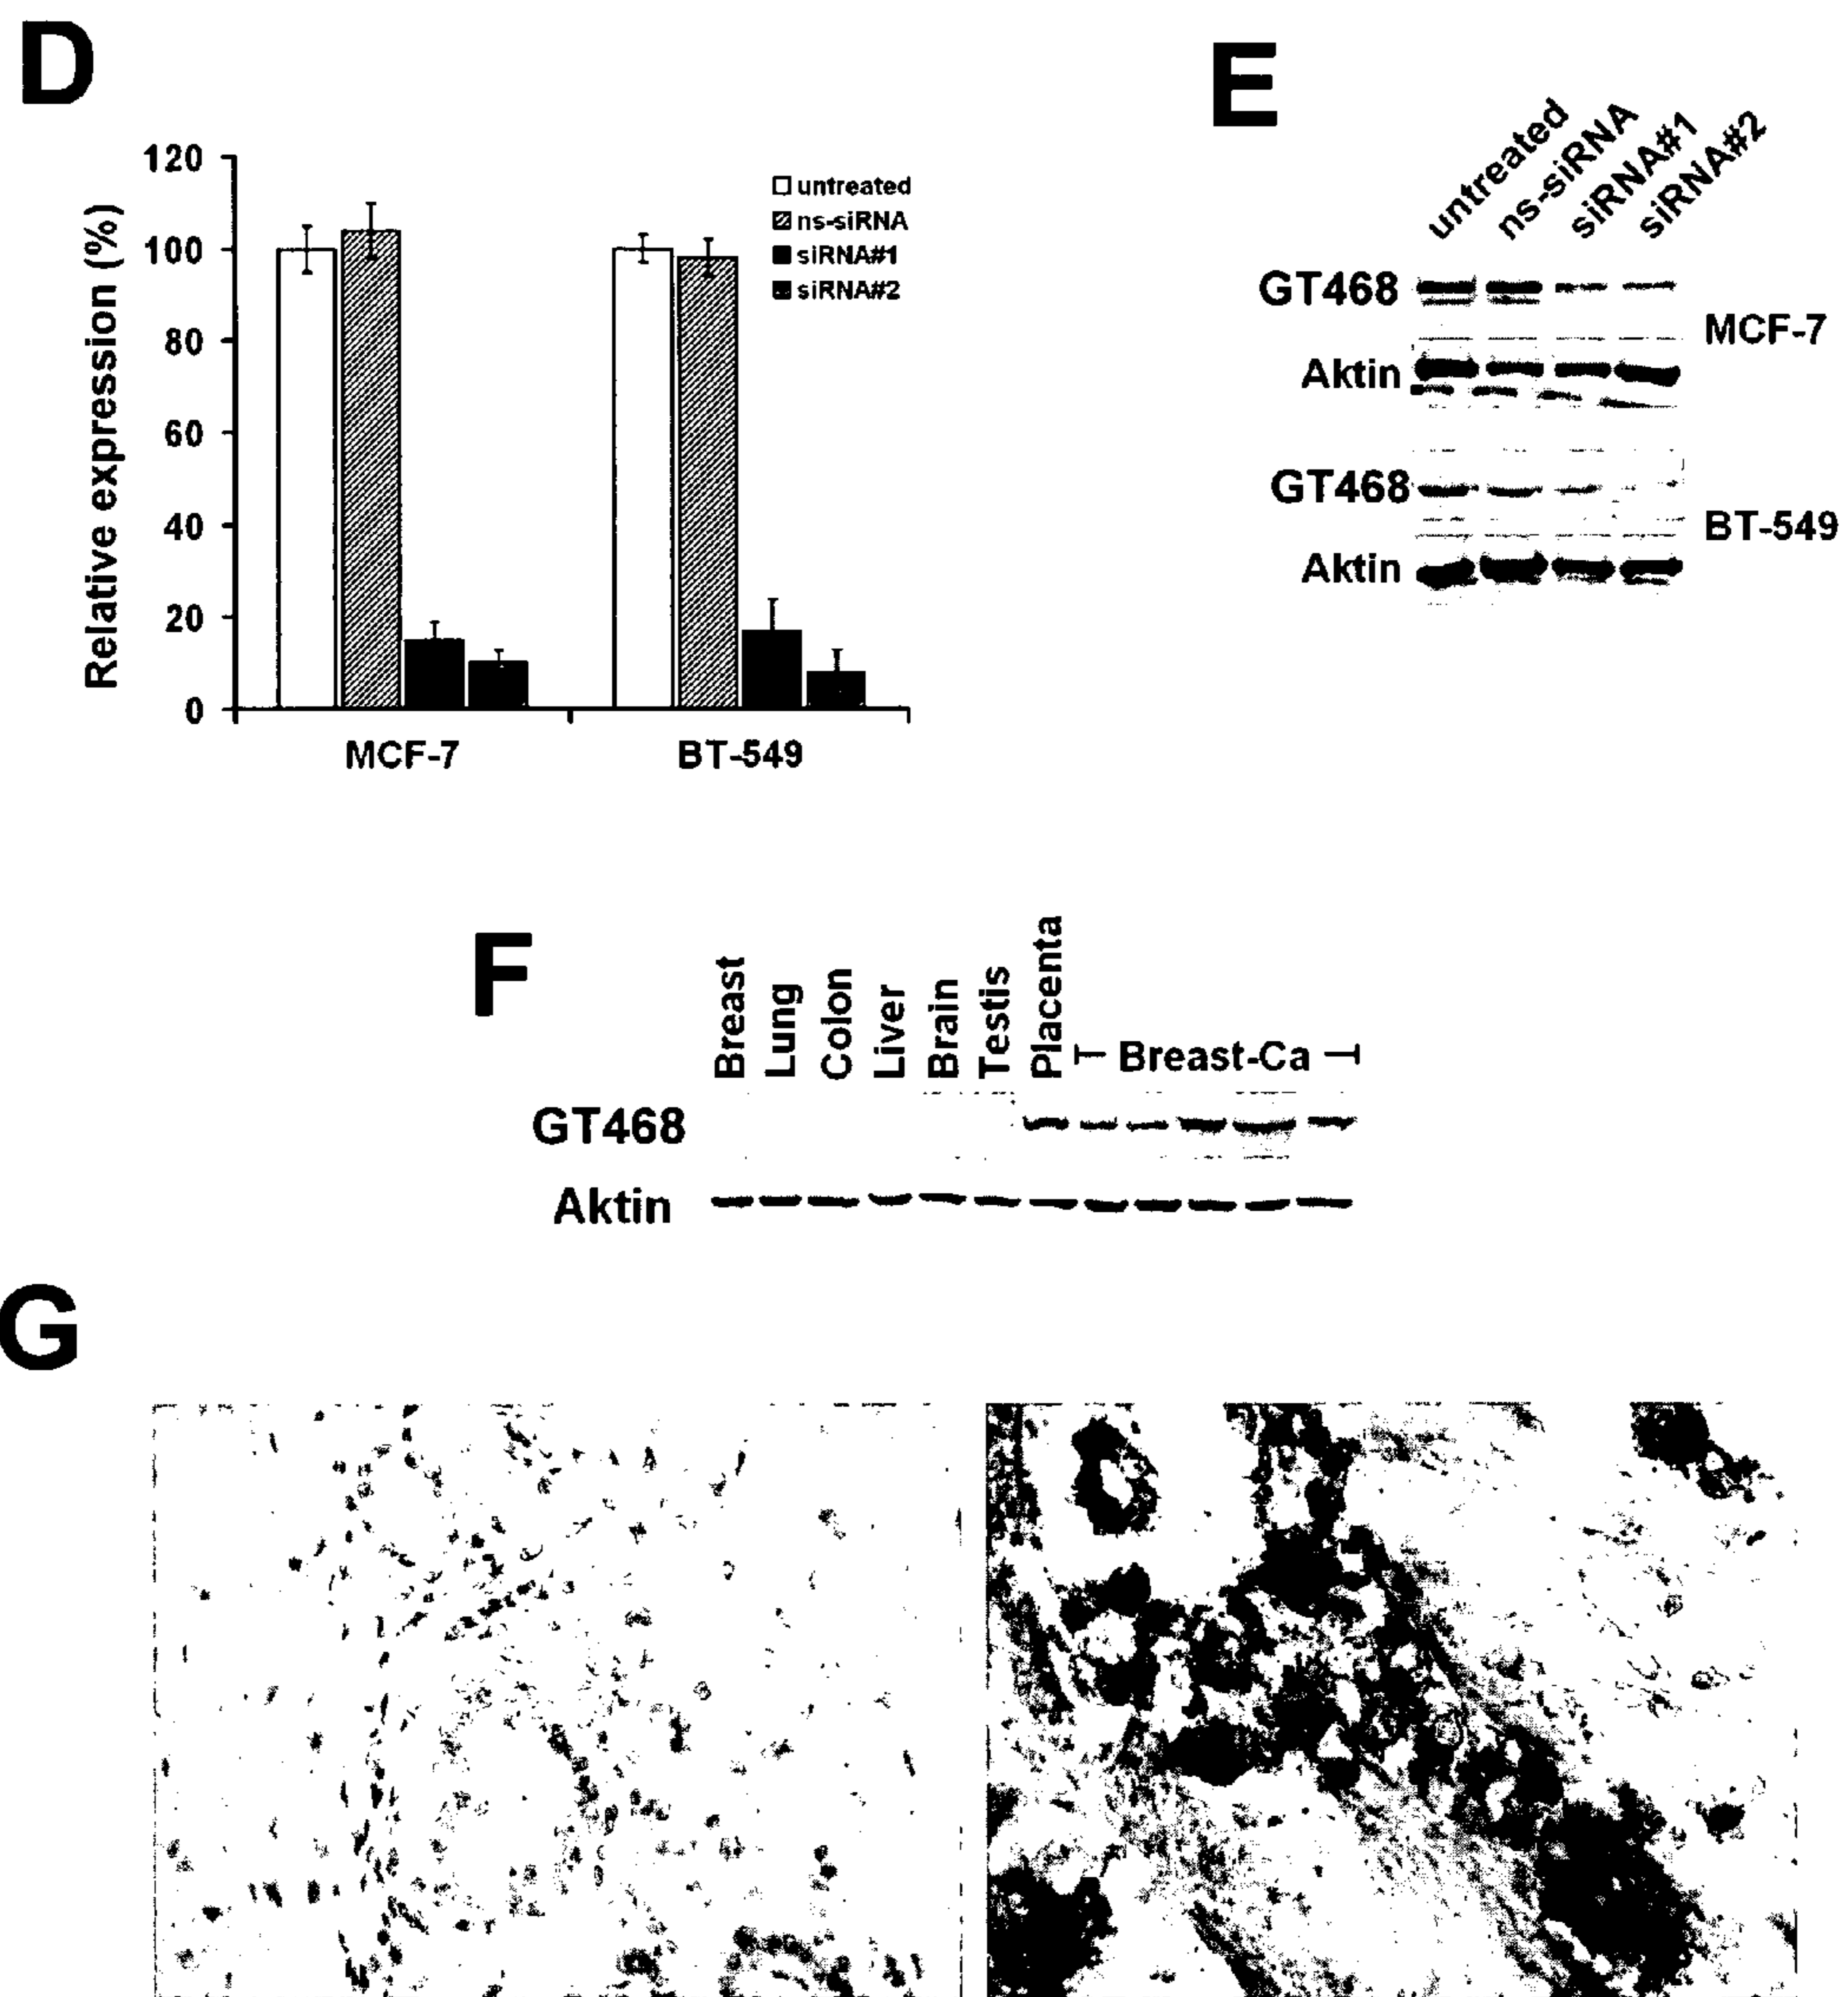 D
120
100
80
60
40
20
0
Relative expression (%)
untreated
ns-siRNA
siRNA#1
siRNA#2
MCF-7 BT-549
E
untreated ns-siRNA siRNA#1 siRNA#2
GT468
MCF-7
Aktin
GT468
BT-549
Aktin
F
Breast Lung Colon Liver Brain Testis Placenta Breast-Ca
GT468
Aktin
G